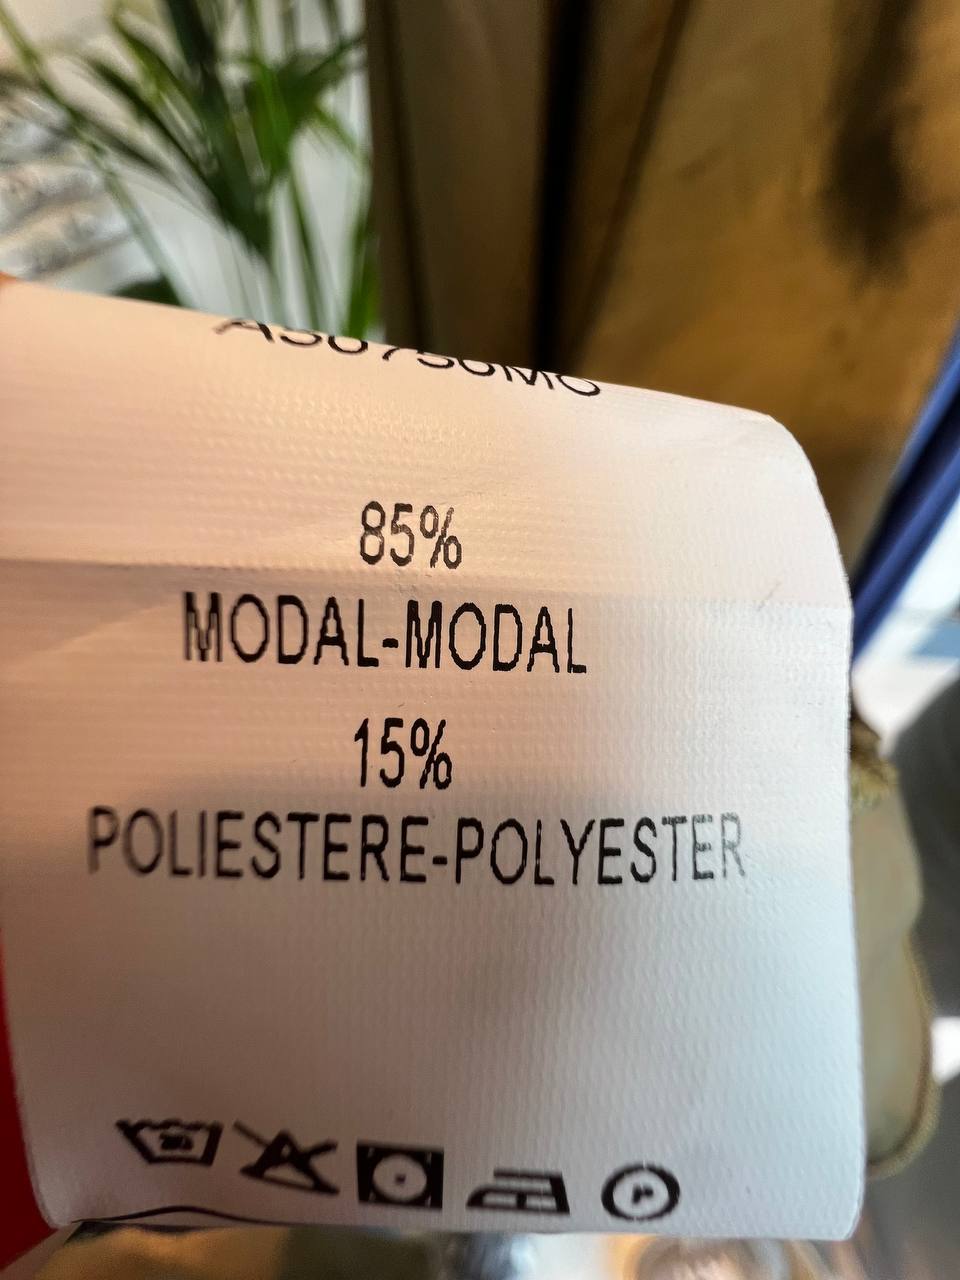 85%
MODAL-MODAL
15%
POLIESTERE-POLYESTER
P